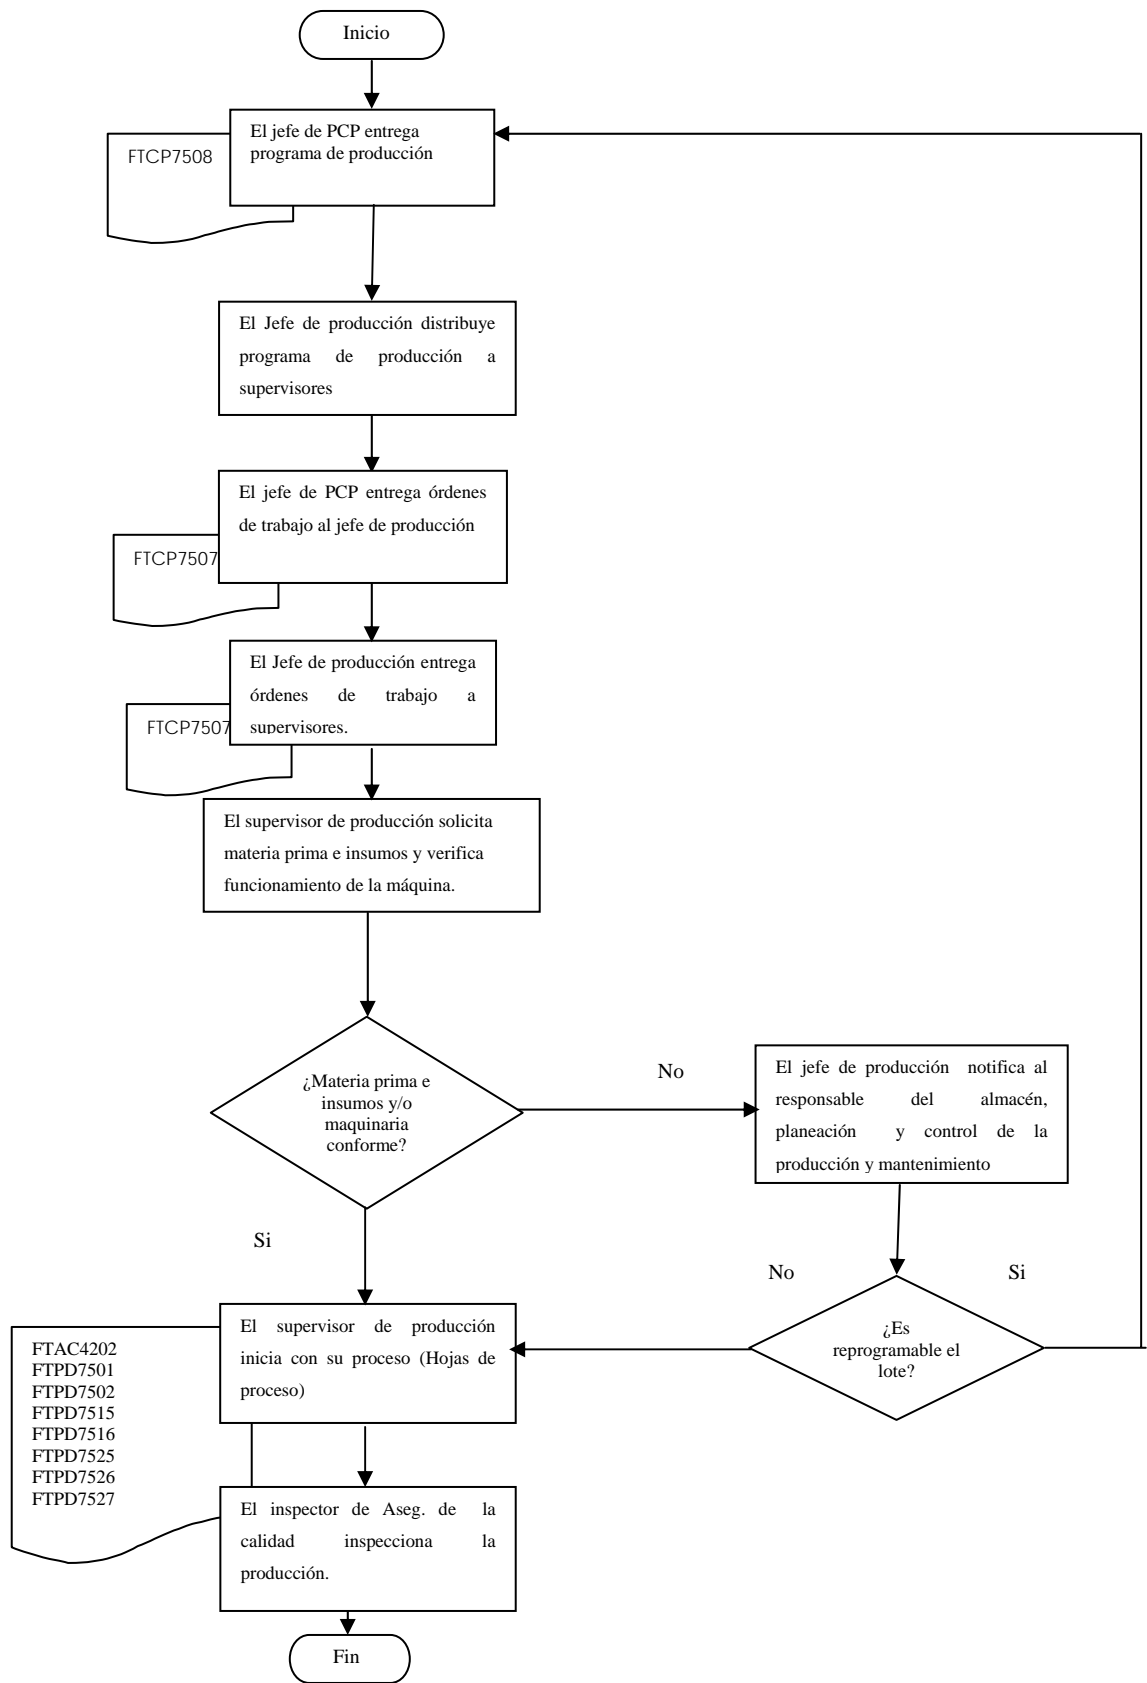 Inicio
El jefe de PCP entrega
programa de producción
FTCP7508
El Jefe de producción distribuye
programa de producción a
supervisores
El jefe de PCP entrega órdenes
de trabajo al jefe de producción
FTCP7507
El Jefe de producción entrega
órdenes de trabajo a
supervisores.
FTCP7507
El supervisor de producción solicita
materia prima e insumos y verifica
funcionamiento de la máquina.
¿Materia prima e
insumos y/o
maquinaria
conforme?
No
El jefe de producción notifica al
responsable del almacén,
planeación y control de la
producción y mantenimiento
Si
No
Si
¿Es
reprogramable el
lote?
El supervisor de producción
inicia con su proceso (Hojas de
proceso)
FTAC4202
FTPD7501
FTPD7502
FTPD7515
FTPD7516
FTPD7525
FTPD7526
FTPD7527
El inspector de Aseg. de la
calidad inspecciona la
producción.
Fin